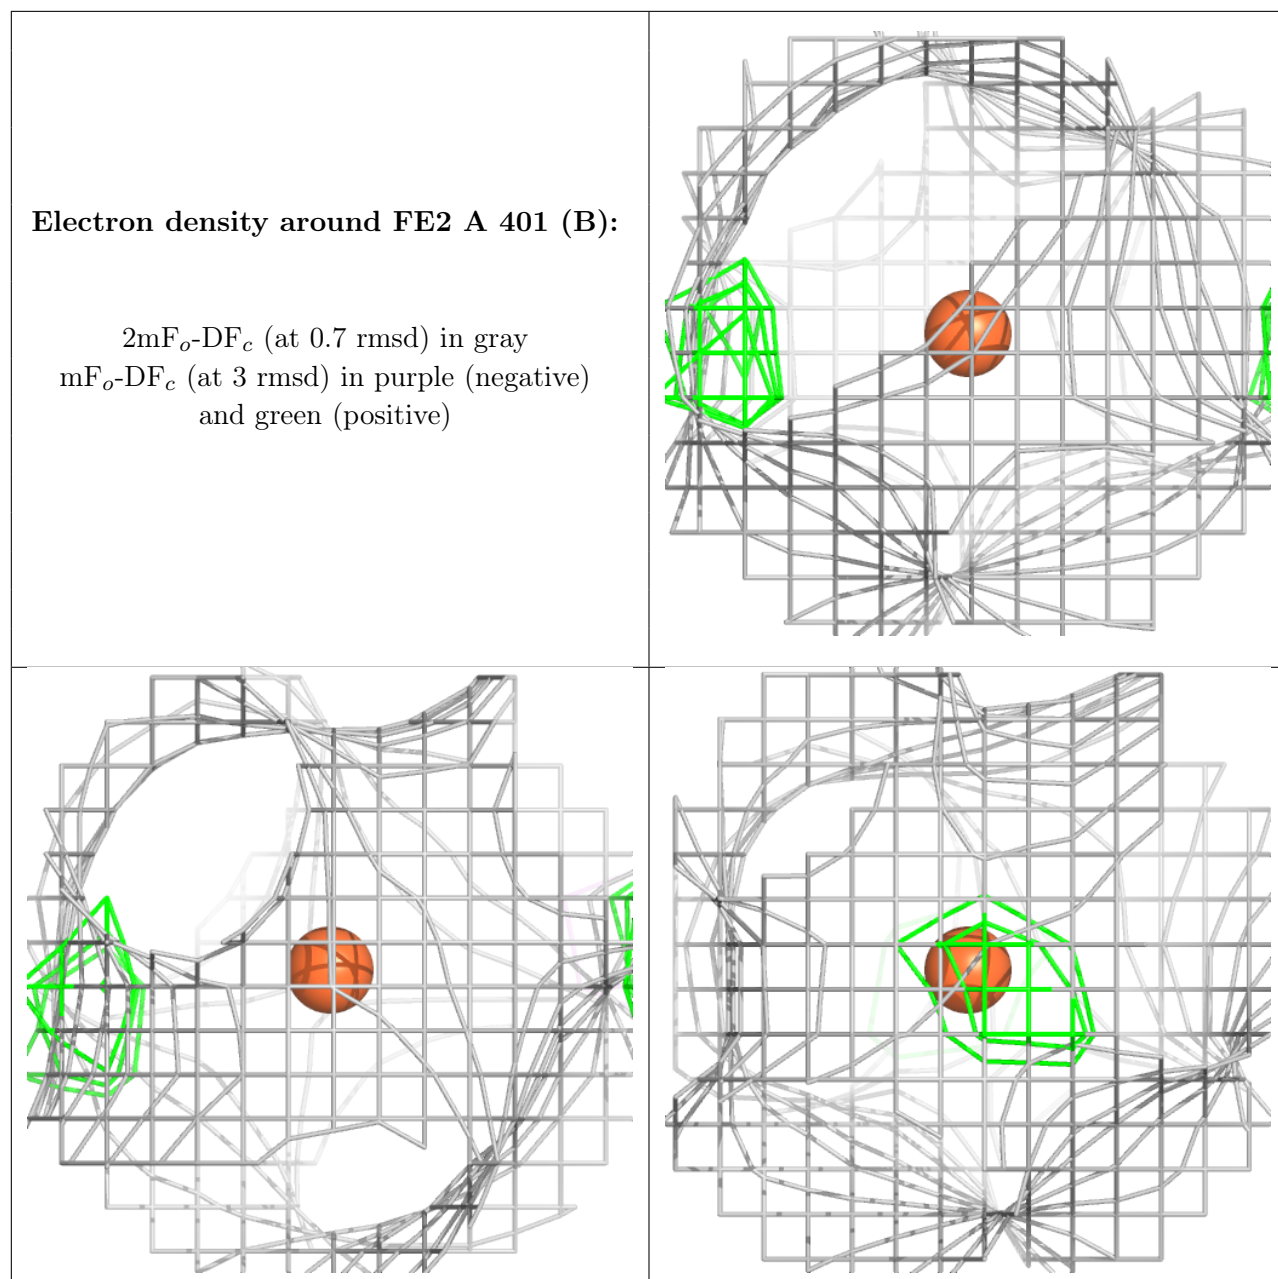 Electron density around FE2 A 401 (B):
2mFo-DFc (at 0.7 rmsd) in gray
mFo-DFc (at 3 rmsd) in purple (negative)
and green (positive)